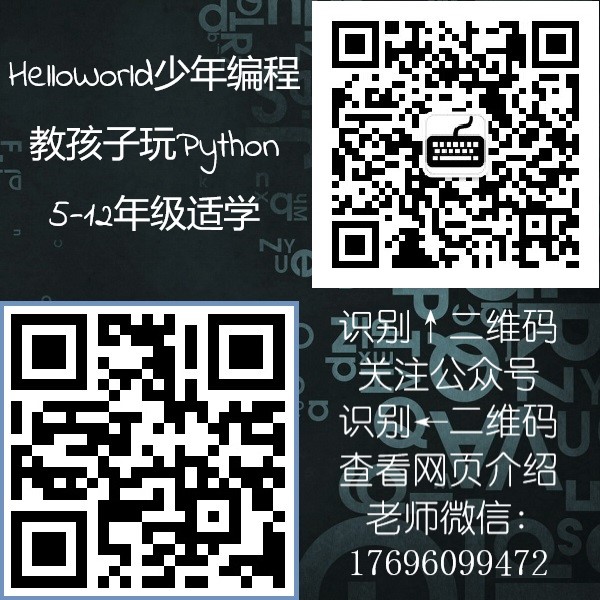 Helloworld少年编程
教孩子玩Python
5-12年级适学
识别↑二维码
关注公众号
识别←二维码
查看网页介绍
老师微信：
17696099472